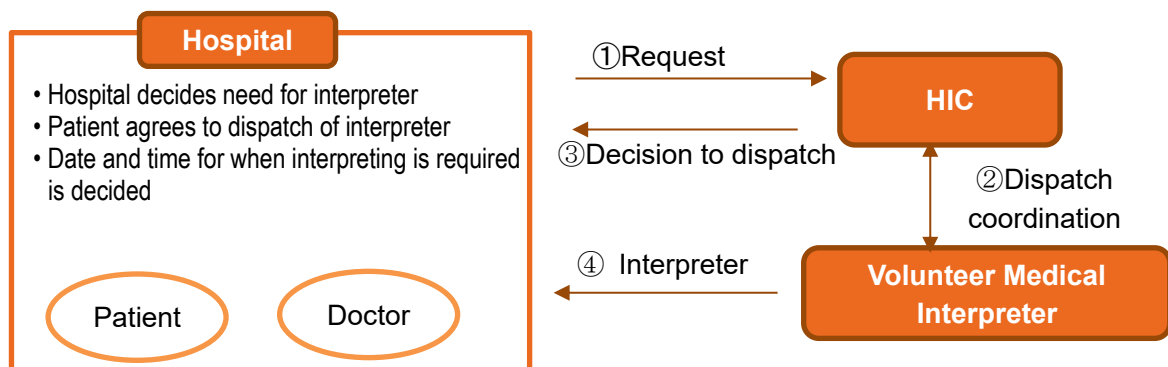 Hospital
• Hospital decides need for interpreter
• Patient agrees to dispatch of interpreter
• Date and time for when interpreting is required
is decided
Patient
Doctor
①Request
HIC
③Decision to dispatch
②Dispatch
coordination
④ Interpreter
Volunteer Medical
Interpreter